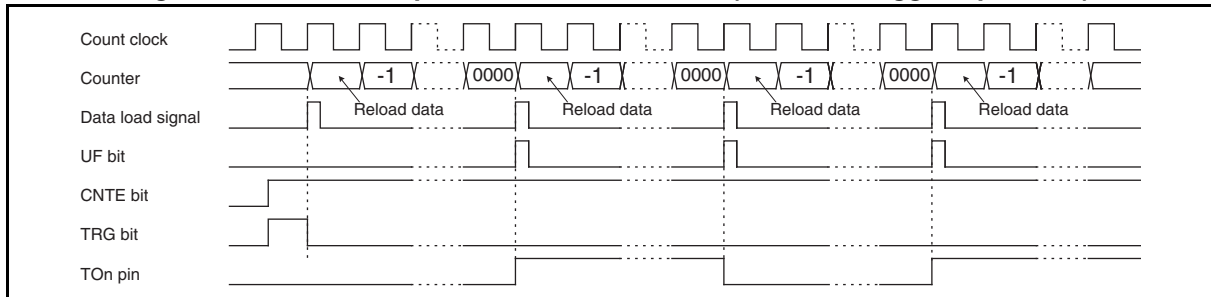 Count clock
Counter -1 0000 -1 0000 -1 0000 -1
Reload data Reload data Reload data Reload data
Data load signal
UF bit
CNTE bit
TRG bit
TOn pin